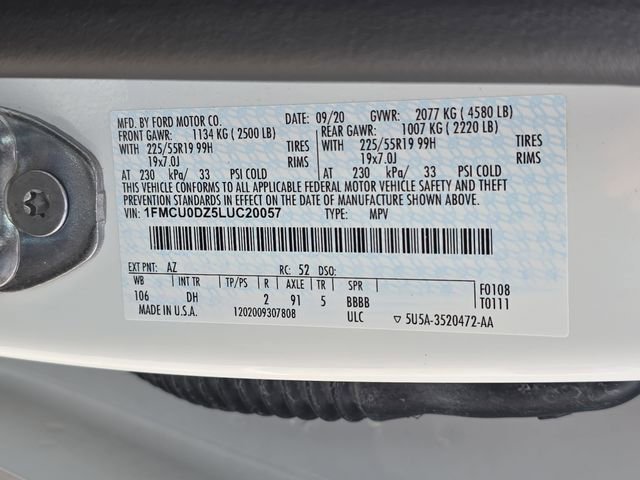 MFD. BY FORD MOTOR CO. DATE: 09/20 GVWR: 2077 KG ( 4580 LB)
FRONT GAWR: 1134 KG ( 2500 LB) REAR GAWR: 1007 KG ( 2220 LB)
WITH 225/55R19 99H TIRES WITH 225/55R19 99H TIRES
19x7.0J RIMS 19x7.0J RIMS
AT 230 kPa/ 33 PSI COLD AT 230 kPa/ 33 PSI COLD
THIS VEHICLE CONFORMS TO ALL APPLICABLE FEDERAL MOTOR VEHICLE SAFETY AND THEFT
PREVENTION STANDARDS IN EFFECT ON THE DATE OF MANUFACTURE SHOWN ABOVE.
VIN: 1FMCU0DZ5LUC20057 TYPE: MPV
EXT PNT: AZ RC: 52 DSO:
WB INT TR TP/PS R AXLE TR SPR F0108
106 DH 2 91 5 BBBB T0111
MADE IN U.S.A. 1202009307808 ULC ▽ 5U5A-3520472-AA